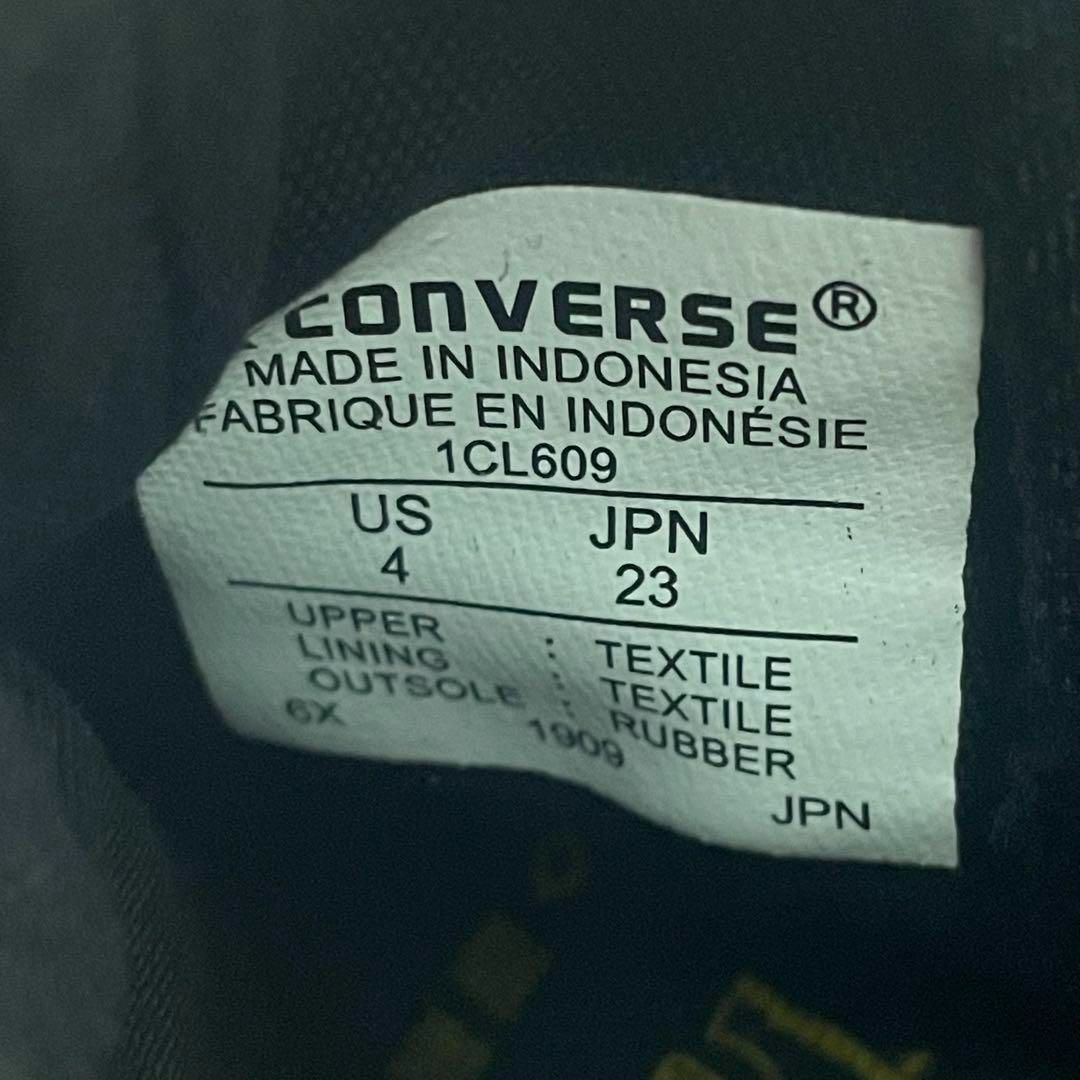 CONVERSE®
MADE IN INDONESIA
FABRIQUE EN INDONÉSIE
1CL609
US JPN
4 23
UPPER : TEXTILE
LINING : TEXTILE
OUTSOLE : RUBBER
6X 1909
JPN